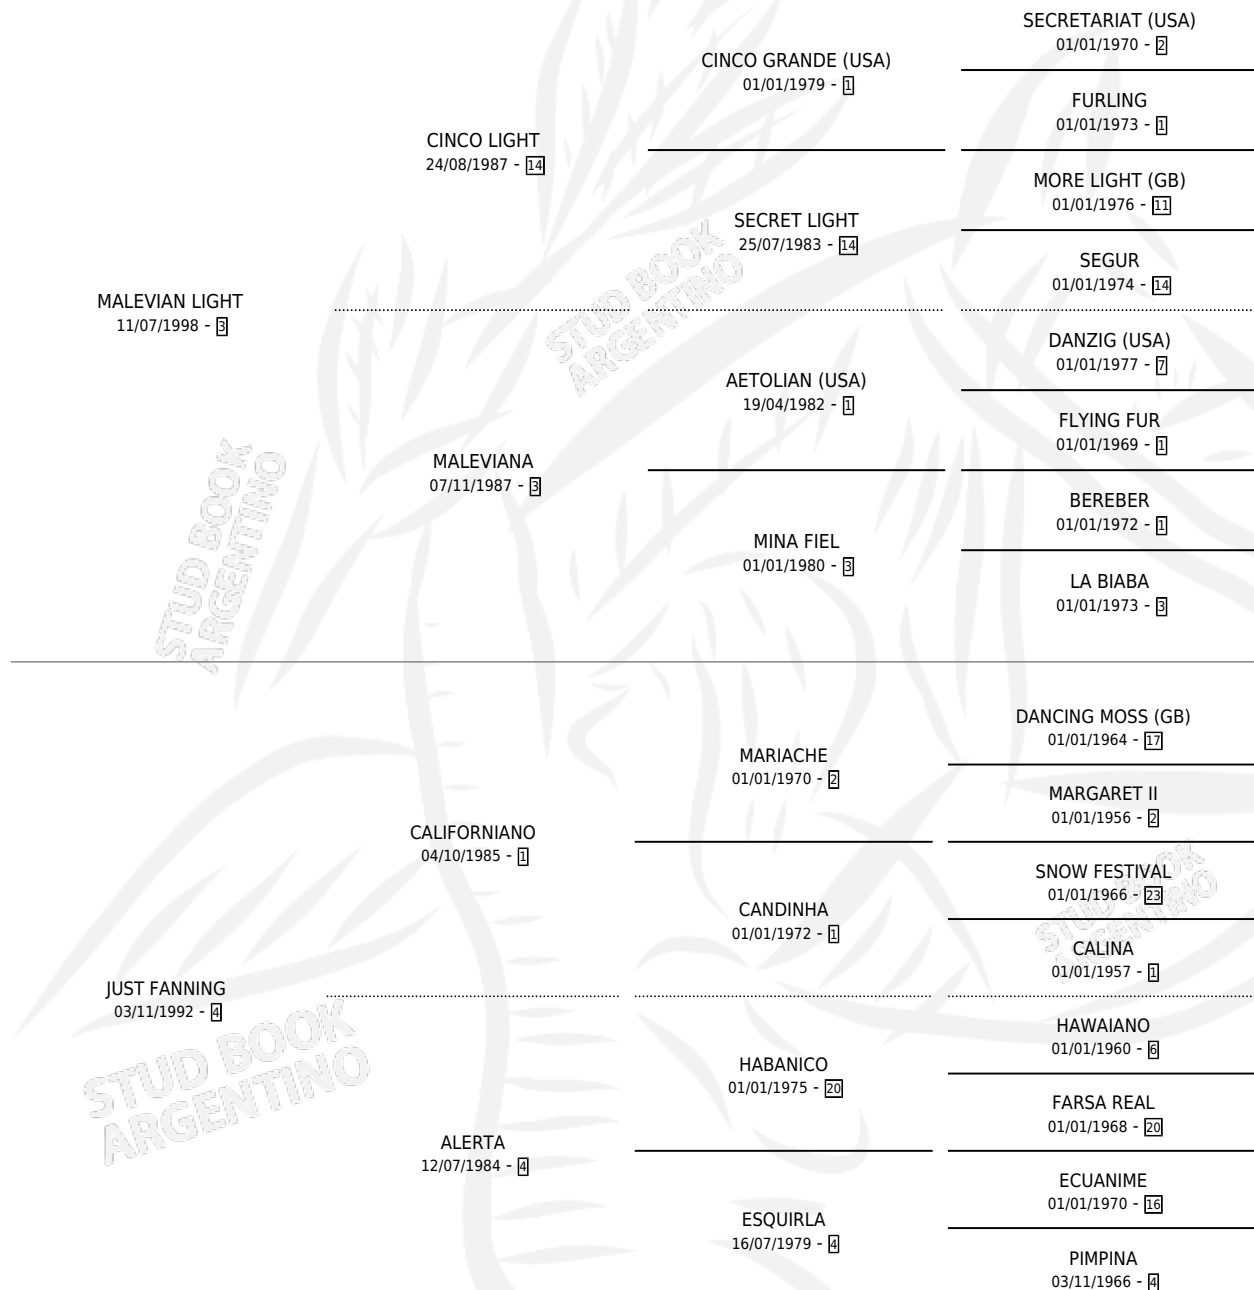 SECRETARIAT (USA)
01/01/1970 - 2
CINCO GRANDE (USA)
01/01/1979 - 1
FURLING
01/01/1973 - 1
CINCO LIGHT
24/08/1987 - 14
MORE LIGHT (GB)
01/01/1976 - 11
SECRET LIGHT
25/07/1983 - 14
SEGUR
01/01/1974 - 14
MALEVIAN LIGHT
11/07/1998 - 3
STUD BOOK
ARGENTINO
DANZIG (USA)
01/01/1977 - 7
AETOLIAN (USA)
19/04/1982 - 1
FLYING FUR
01/01/1969 - 1
MALEVIANA
07/11/1987 - 3
BEREBER
01/01/1972 - 1
MINA FIEL
01/01/1980 - 3
LA BIABA
01/01/1973 - 3
STUD BOOK
ARGENTINO
DANCING MOSS (GB)
01/01/1964 - 17
MARIACHE
01/01/1970 - 2
MARGARET II
01/01/1956 - 2
CALIFORNIANO
04/10/1985 - 1
SNOW FESTIVAL
01/01/1966 - 23
CANDINHA
01/01/1972 - 1
STUD BOOK
ARGENTINO
CALINA
01/01/1957 - 1
JUST FANNING
03/11/1992 - 4
HAWAIANO
01/01/1960 - 6
HABANICO
01/01/1975 - 20
STUD BOOK
ARGENTINO
FARSA REAL
01/01/1968 - 20
ALERTA
12/07/1984 - 4
ECUANIME
01/01/1970 - 16
ESQUIRLA
16/07/1979 - 4
PIMPINA
03/11/1966 - 4